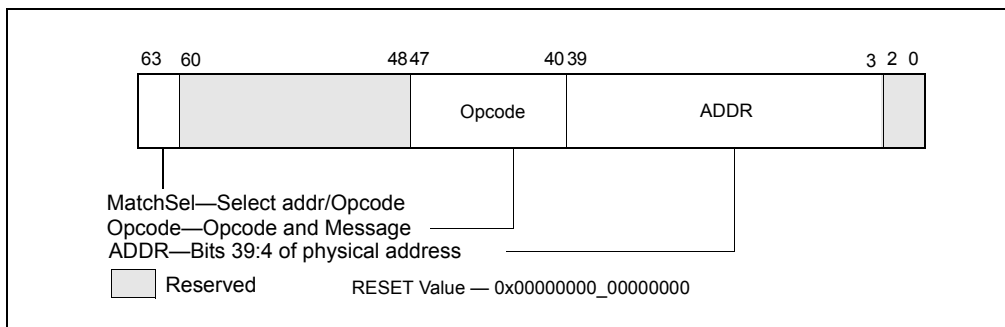 63 60 48 47 40 39 3 2 0
Opcode ADDR
MatchSel—Select addr/Opcode
Opcode—Opcode and Message
ADDR—Bits 39:4 of physical address
Reserved RESET Value — 0x00000000_00000000